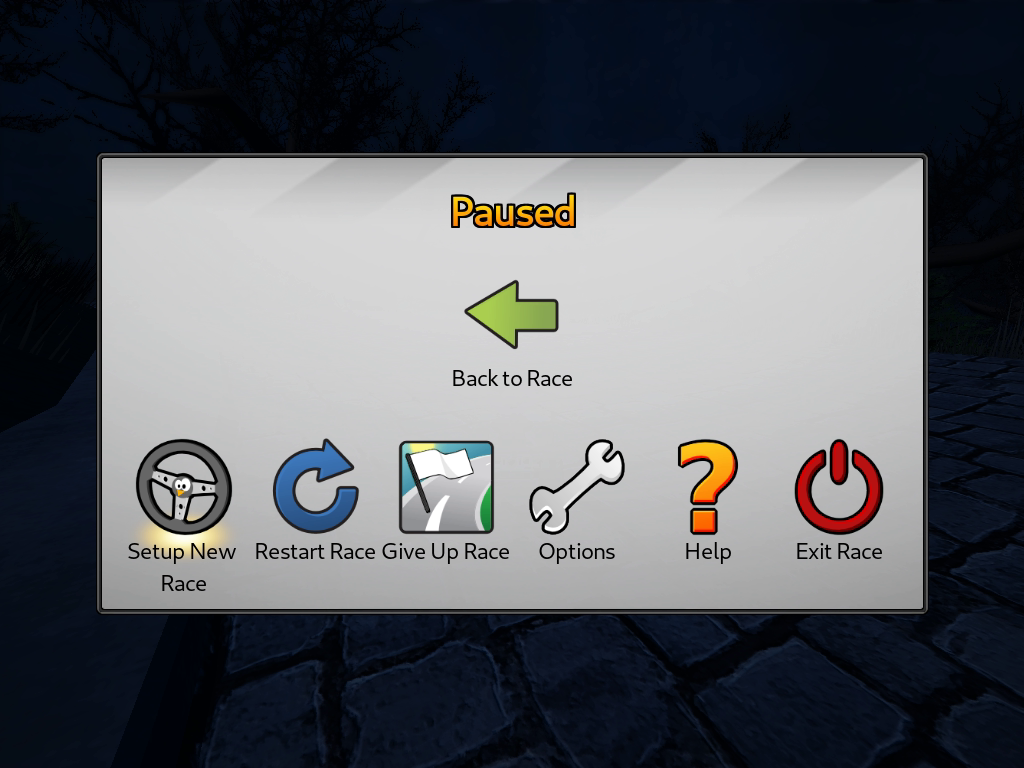 Paused
Back to Race
Setup New Race
Restart Race
Give Up Race
Options
Help
Exit Race